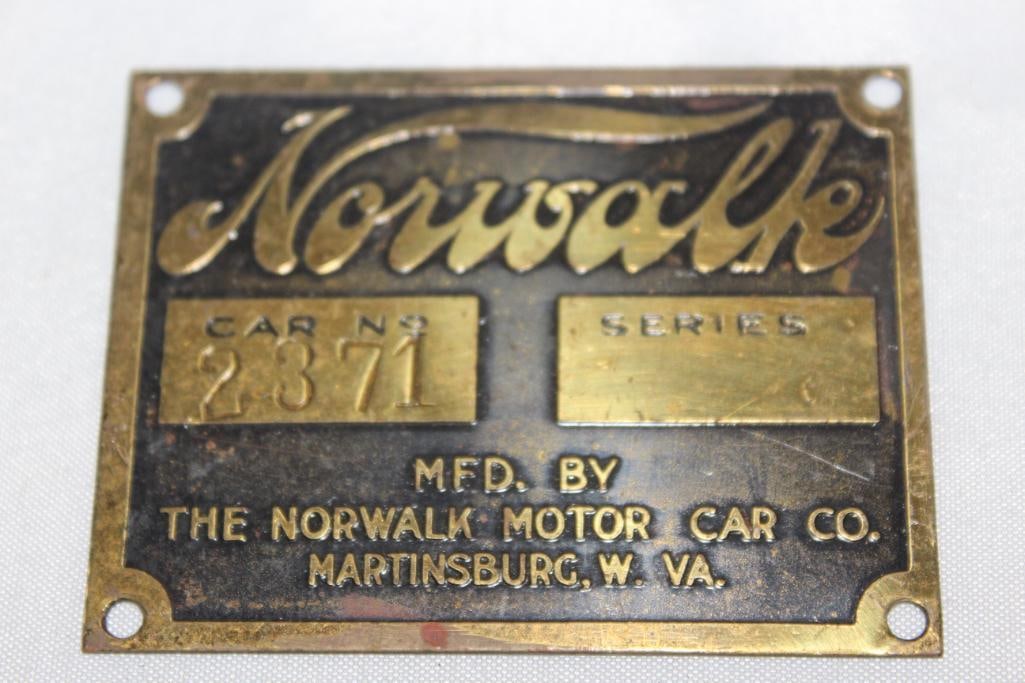 Norwalk
CAR No
2371
SERIES
MFD. BY
THE NORWALK MOTOR CAR CO.
MARTINSBURG, W. VA.